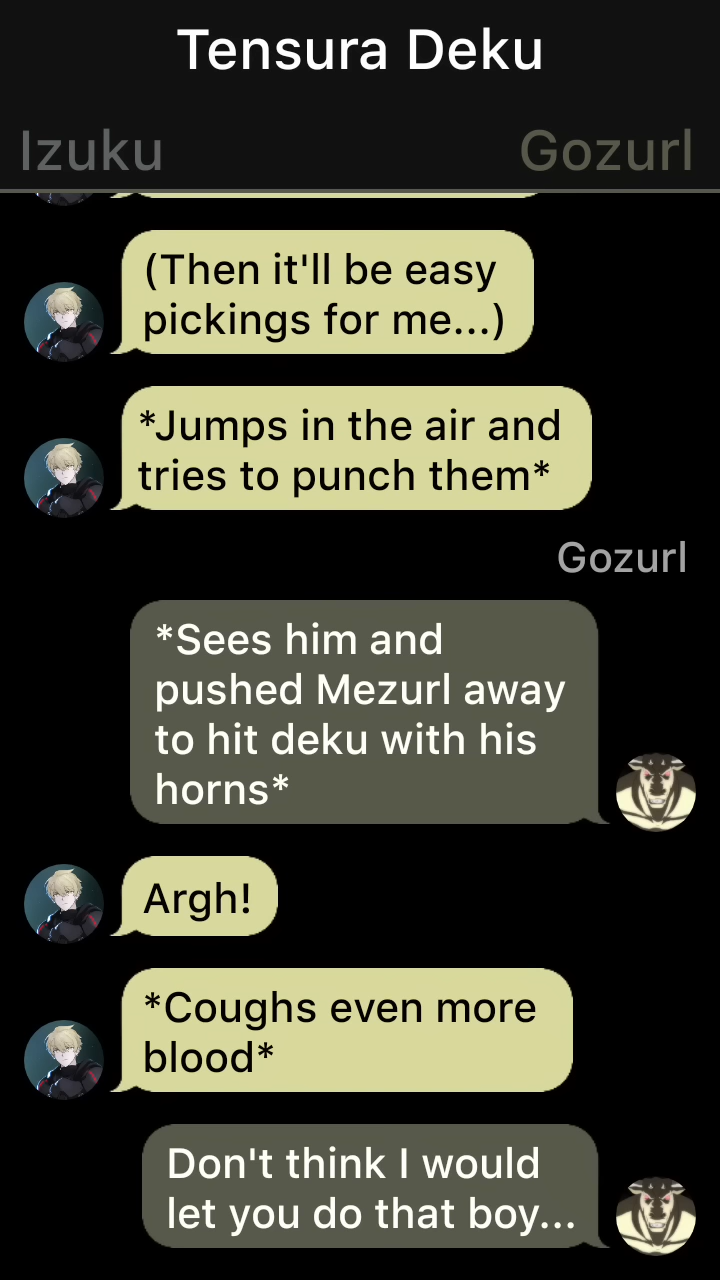 Tensura Deku
Izuku
Gozurl
(Then it'll be easy
pickings for me...)
*Jumps in the air and
tries to punch them*
Gozurl
*Sees him and
pushed Mezurl away
to hit deku with his
horns*
Argh!
*Coughs even more
blood*
Don't think I would
let you do that boy...